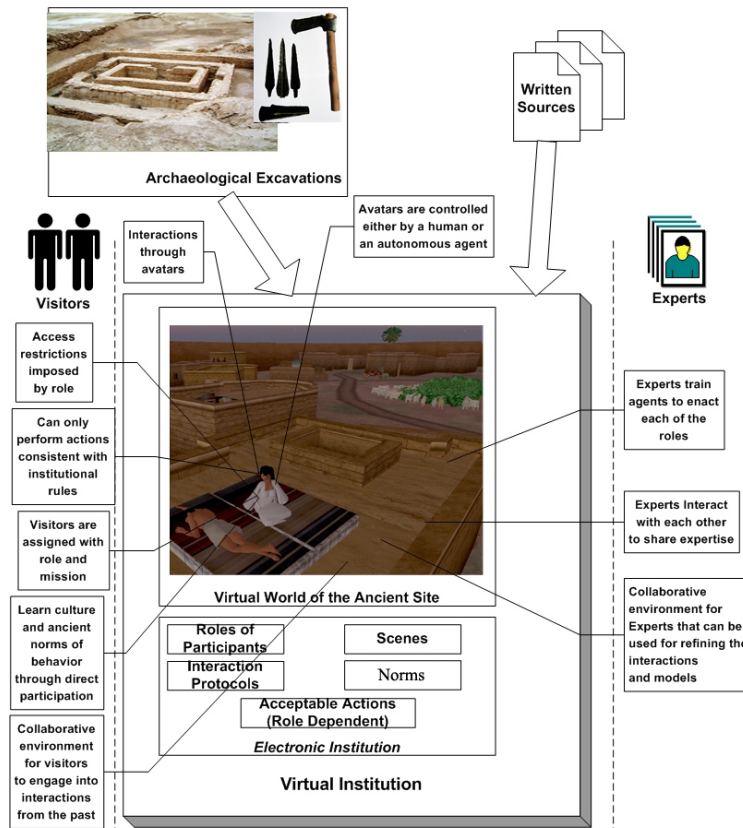 Written
Sources
Archaeological Excavations
Interactions
through
avatars
Avatars are controlled
either by a human or
an autonomous agent
Visitors
Experts
Access
restrictions
imposed
by role
Can only
perform actions
consistent with
institutional
rules
Visitors are
assigned with
role and
mission
Learn culture
and ancient
norms of
behavior
through direct
participation
Collaborative
environment
for visitors
to engage into
interactions
from the past
Experts train
agents to enact
each of the
roles
Experts Interact
with each other
to share expertise
Collaborative
environment for
Experts that can be
used for refining the
interactions
and models
Virtual World of the Ancient Site
Roles of
Participants
Scenes
Interaction
Protocols
Norms
Acceptable Actions
(Role Dependent)
Electronic Institution
Virtual Institution